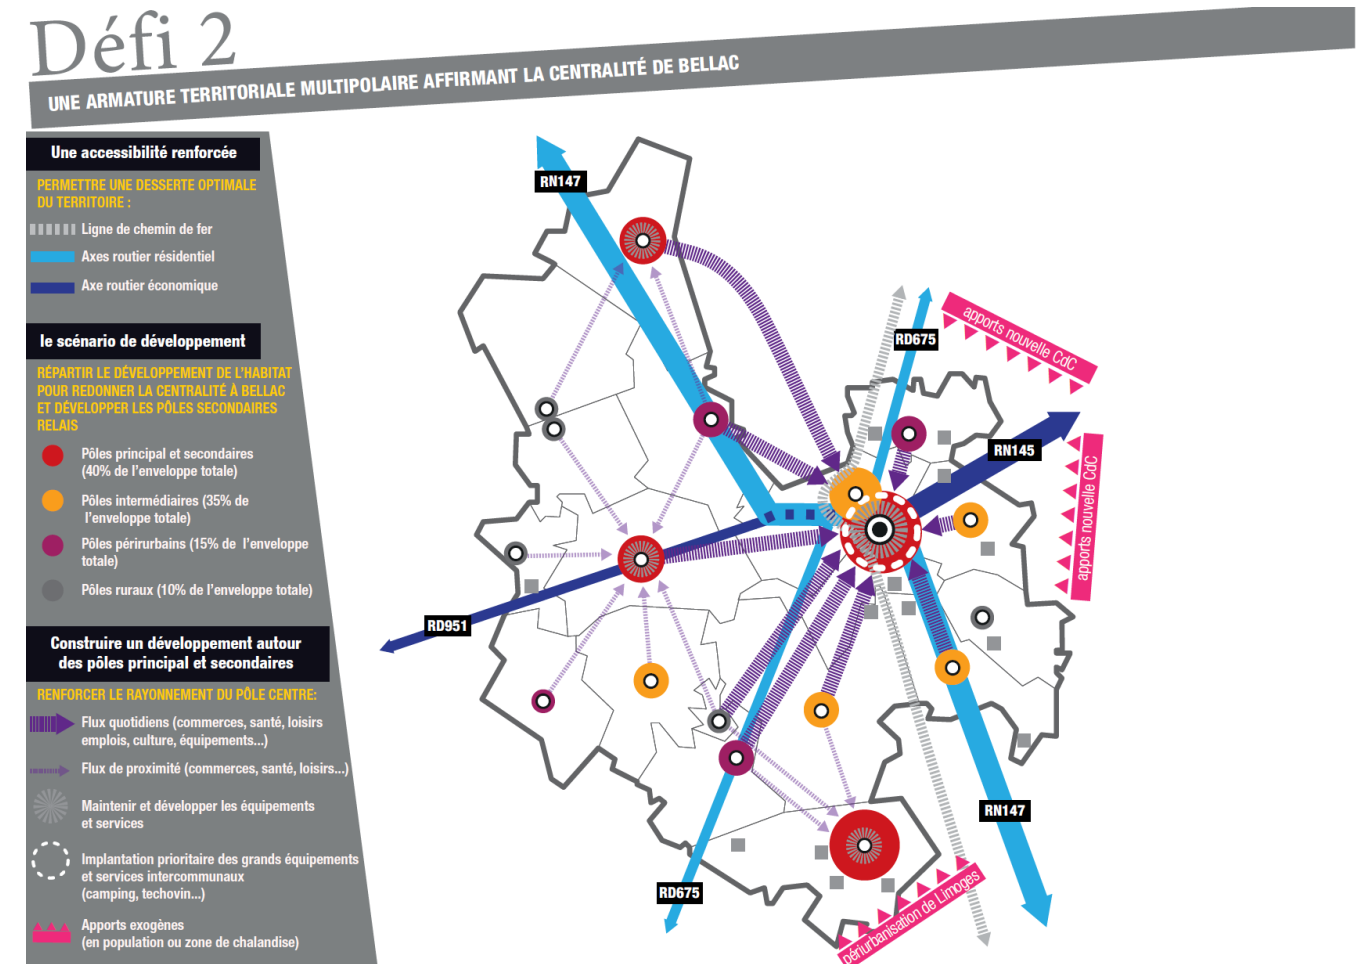 Défi 2
UNE ARMATURE TERRITORIALE MULTIPOLAIRE AFFIRMANT LA CENTRALITÉ DE BELLAC
Une accessibilité renforcée
PERMETTRE UNE DESSERTE OPTIMALE
DU TERRITOIRE :
Ligne de chemin de fer
Axes routier résidentiel
Axe routier économique
le scénario de développement
RÉPARTIR LE DÉVELOPPEMENT DE L'HABITAT
POUR REDONNER LA CENTRALITÉ À BELLAC
ET DÉVELOPPER LES PÔLES SECONDAIRES
RELAIS
Pôles principal et secondaires
(40% de l'enveloppe totale)
Pôles intermédiaires (35% de
l'enveloppe totale)
Pôles périrurbains (15% de l'enveloppe
totale)
Pôles ruraux (10% de l'enveloppe totale)
Construire un développement autour
des pôles principal et secondaires
RENFORCER LE RAYONNEMENT DU PÔLE CENTRE:
Flux quotidiens (commerces, santé, loisirs
emplois, culture, équipements...)
Flux de proximité (commerces, santé, loisirs...)
Maintenir et développer les équipements
et services
Implantation prioritaire des grands équipements
et services intercommunaux
(camping, techovin...)
Apports exogènes
(en population ou zone de chalandise)
RN147
RD675
apports nouvelle CdC
RN145
apports nouvelle CdC
RD951
RN147
RD675
périurbanisation de Limoges